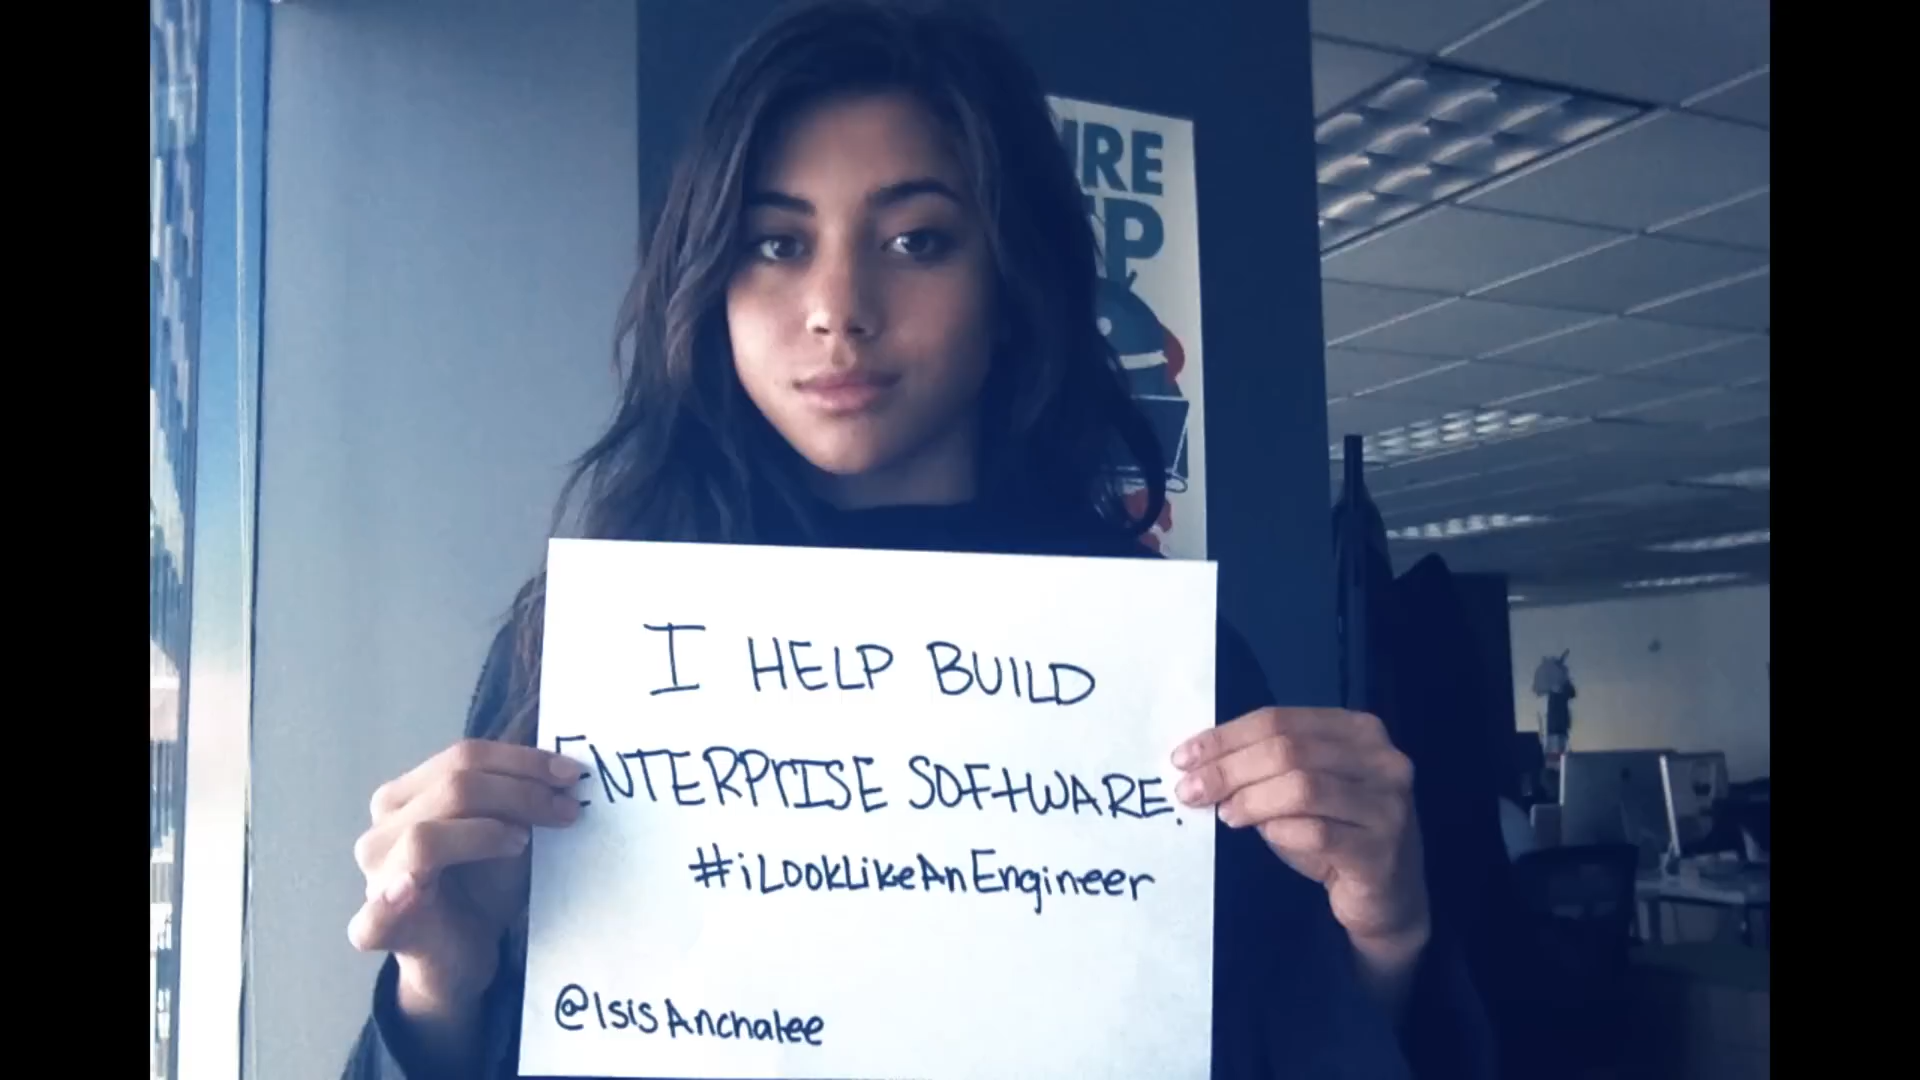 I HELP BUILD
ENTERPRISE SOFTWARE.
#iLookLikeAnEngineer
@IsisAnchalee